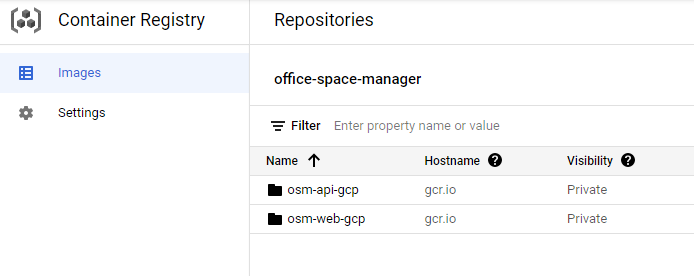 Container Registry
Repositories
Images
Settings
office-space-manager
Filter Enter property name or value
Name Hostname ? Visibility ?
osm-api-gcp gcr.io Private
osm-web-gcp gcr.io Private